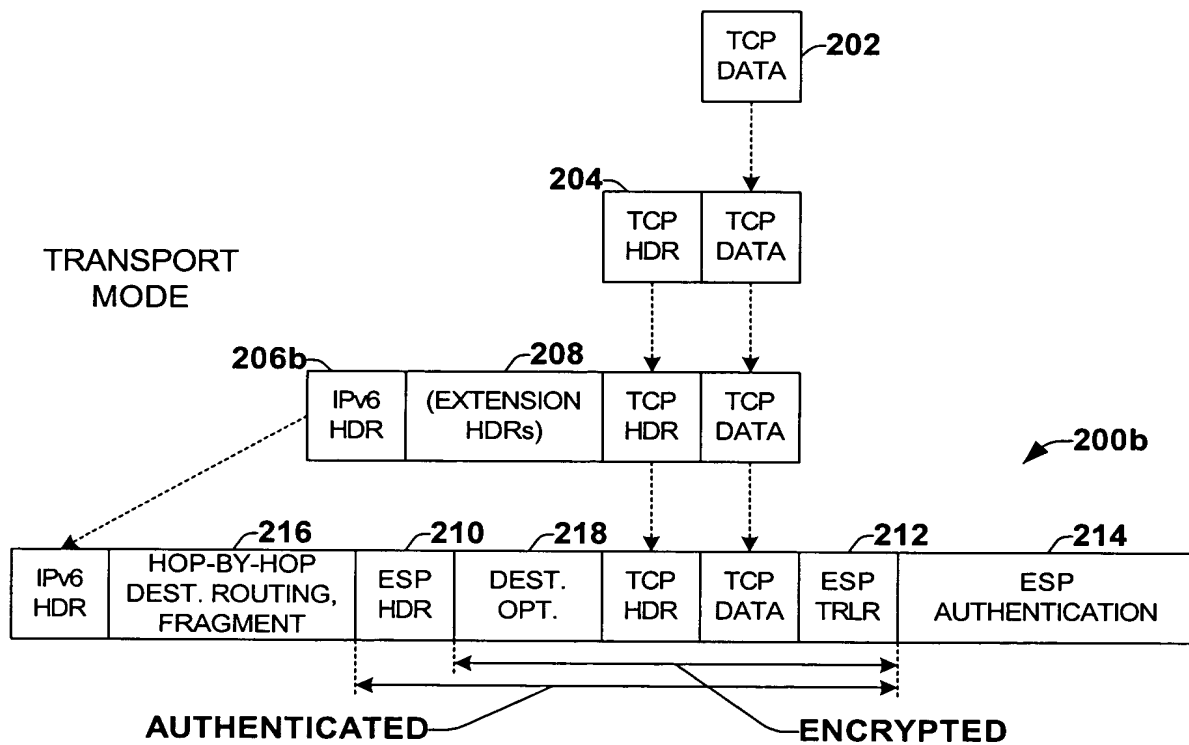 TCP
DATA
202
204
TCP
HDR
TCP
DATA
TRANSPORT
MODE
206b
208
IPv6
HDR
(EXTENSION
HDRs)
TCP
HDR
TCP
DATA
200b
216
210
218
212
214
IPv6
HDR
HOP-BY-HOP
DEST. ROUTING,
FRAGMENT
ESP
HDR
DEST.
OPT.
TCP
HDR
TCP
DATA
ESP
TRLR
ESP
AUTHENTICATION
AUTHENTICATED
ENCRYPTED